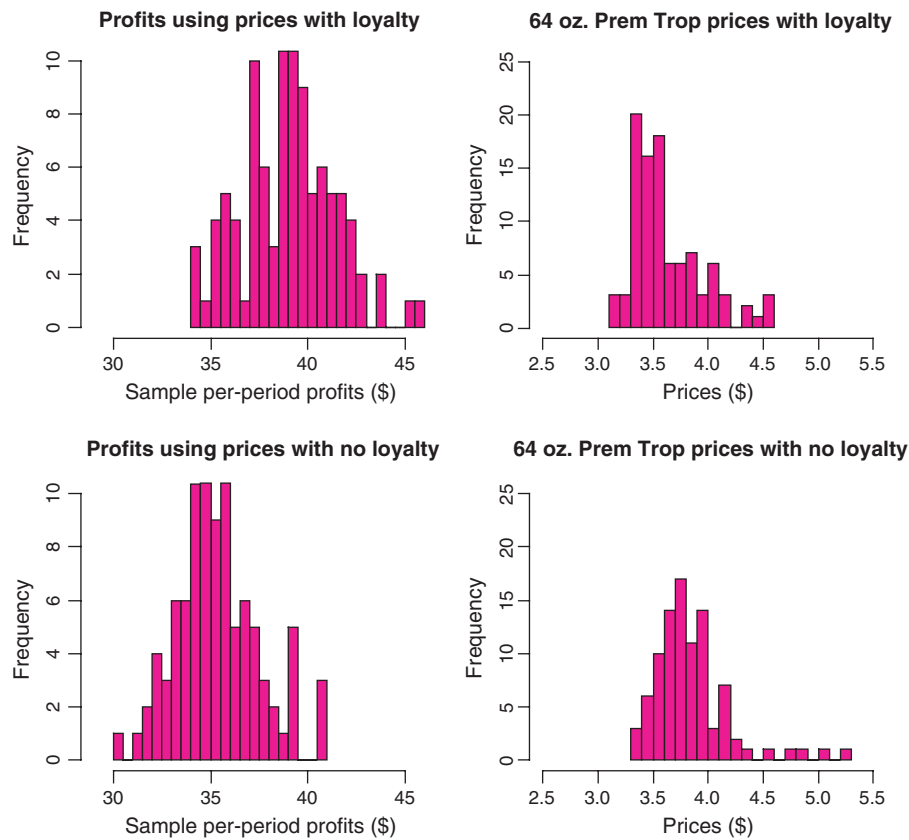 Profits using prices with loyalty
Frequency
0 2 4 6 8 10
30 35 40 45
Sample per-period profits ($)
64 oz. Prem Trop prices with loyalty
Frequency
0 5 10 15 20 25
2.5 3.0 3.5 4.0 4.5 5.0 5.5
Prices ($)
Profits using prices with no loyalty
Frequency
0 2 4 6 8 10
30 35 40 45
Sample per-period profits ($)
64 oz. Prem Trop prices with no loyalty
Frequency
0 5 10 15 20 25
2.5 3.0 3.5 4.0 4.5 5.0 5.5
Prices ($)